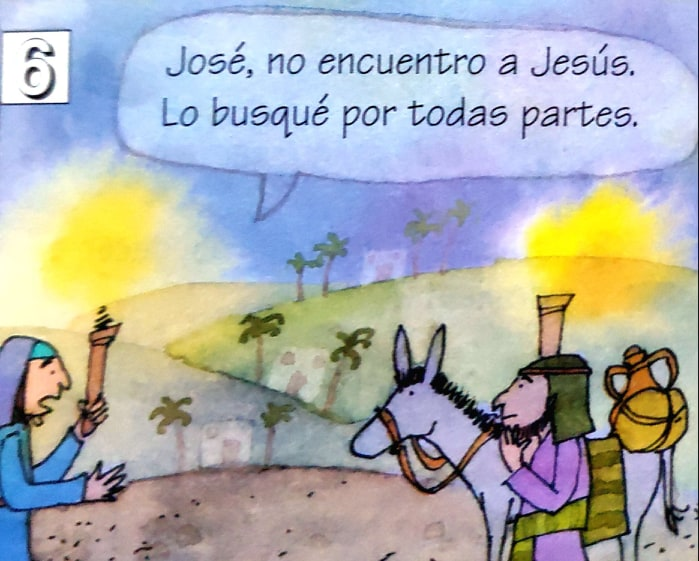 6
José, no encuentro a Jesús.
Lo busqué por todas partes.